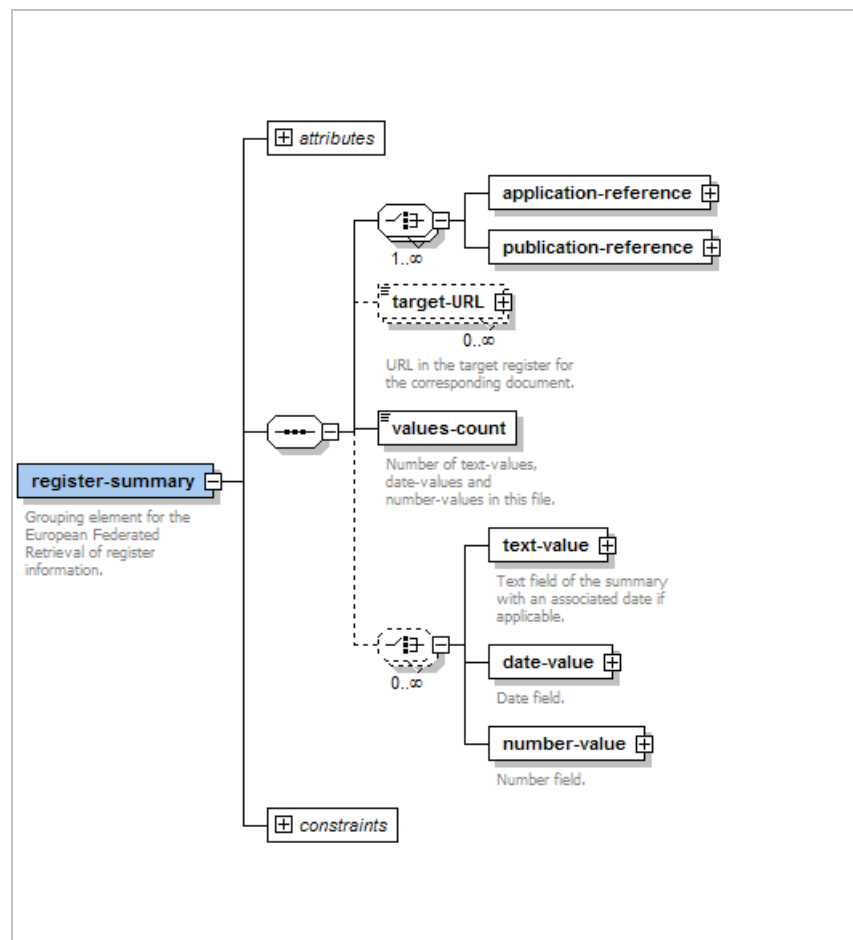 attributes
application-reference
publication-reference
1..∞
target-URL
0..∞
URL in the target register for
the corresponding document.
values-count
Number of text-values,
date-values and
number-values in this file.
register-summary
Grouping element for the
European Federated
Retrieval of register
information.
text-value
Text field of the summary
with an associated date if
applicable.
date-value
Date field.
0..∞
number-value
Number field.
constraints